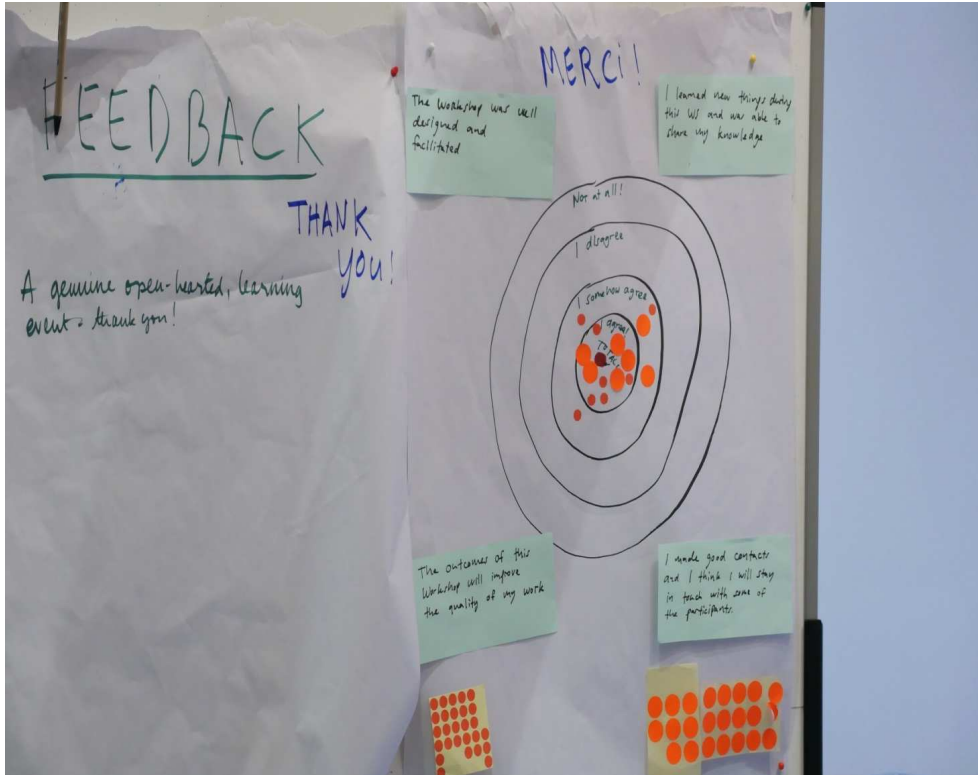 FEEDBACK
THANK
YOU!
A genuine open-hearted, learning
event - thank you!
MERCi!
The workshop was well
designed and
facilitated
I learned new things during
this WS and was able to
share my knowledge
Not at all!
I disagree
I somehow agree
I agree!
The outcomes of this
Workshop will improve
the quality of my work
I made good contacts
and I think I will stay
in touch with some of
the participants.